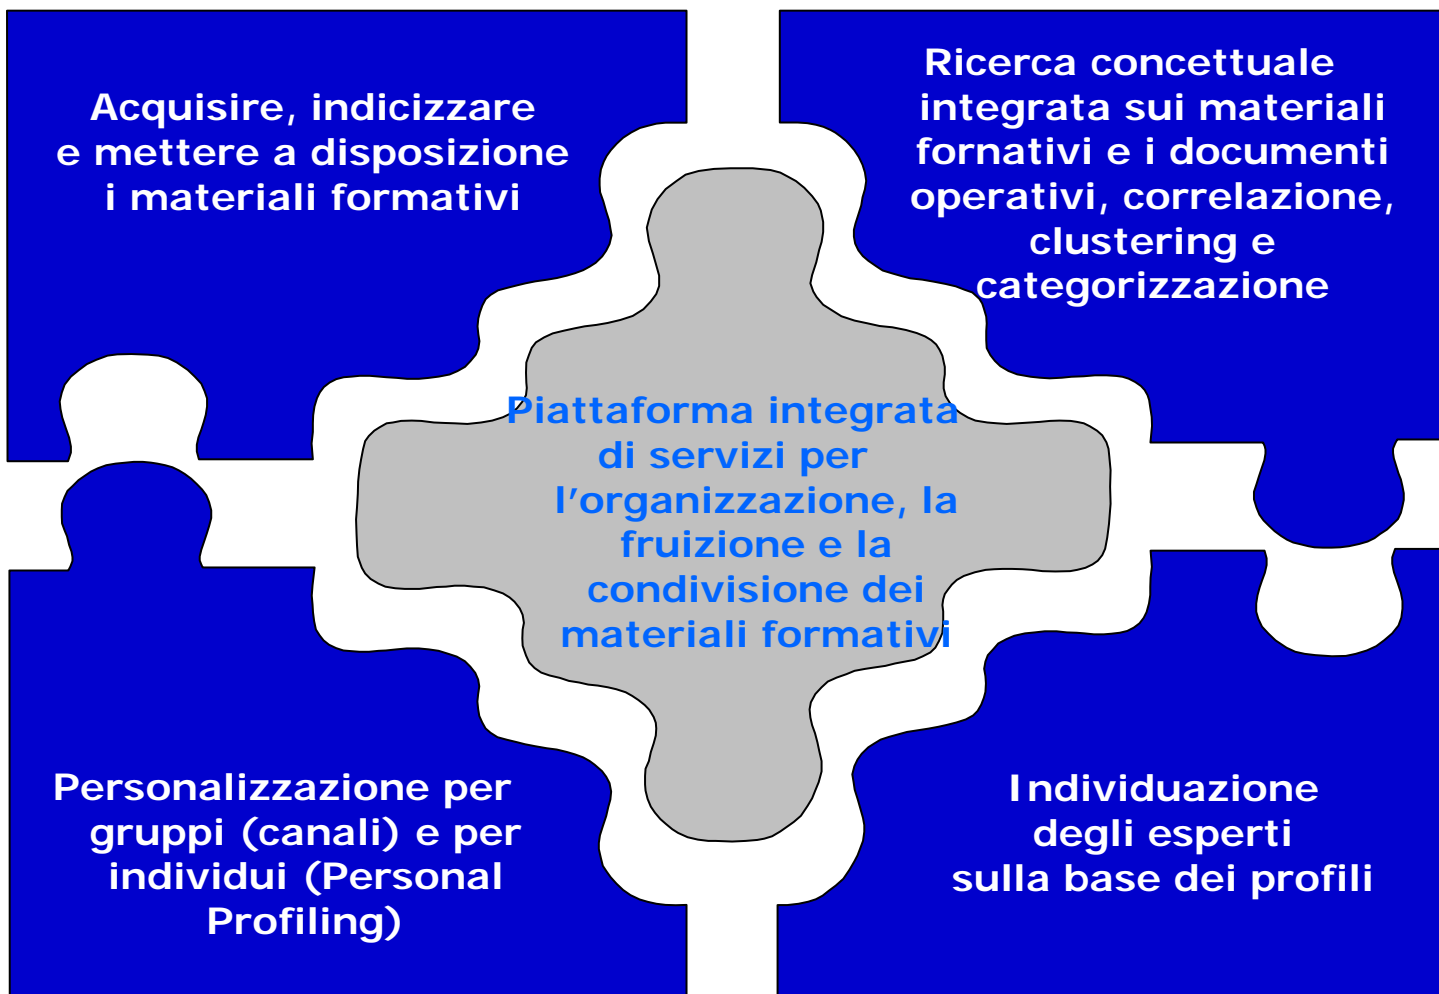 Acquisire, indicizzare
e mettere a disposizione
i materiali formativi
Ricerca concettuale
integrata sui materiali
fornativi e i documenti
operativi, correlazione,
clustering e
categorizzazione
Piattaforma integrata
di servizi per
l’organizzazione, la
fruizione e la
condivisione dei
materiali formativi
Personalizzazione per
gruppi (canali) e per
individui (Personal
Profiling)
Individuazione
degli esperti
sulla base dei profili